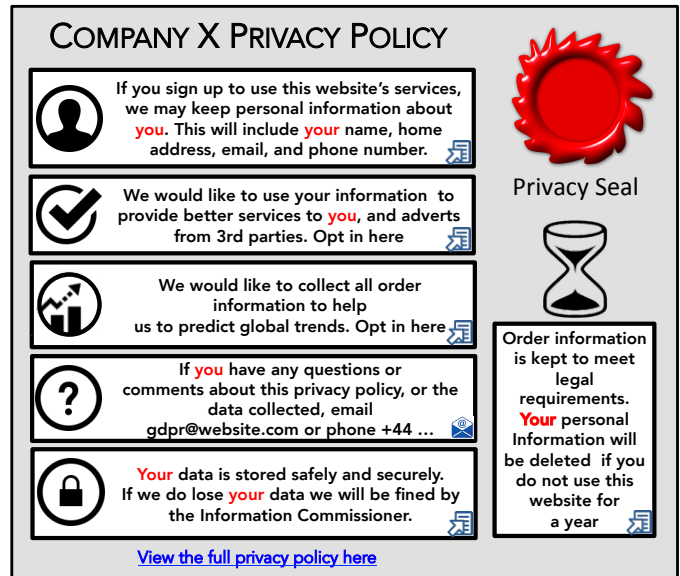 COMPANY X PRIVACY POLICY
If you sign up to use this website's services,
we may keep personal information about
you. This will include your name, home
address, email, and phone number.
We would like to use your information to
provide better services to you, and adverts
from 3rd parties. Opt in here
We would like to collect all order
information to help
us to predict global trends. Opt in here
?
If you have any questions or
comments about this privacy policy, or the
data collected, email
gdpr@website.com or phone +44 ...
@
Your data is stored safely and securely.
If we do lose your data we will be fined by
the Information Commissioner.
View the full privacy policy here
Privacy Seal
Order information
is kept to meet
legal
requirements.
Your personal
Information will
be deleted if you
do not use this
website for
a year